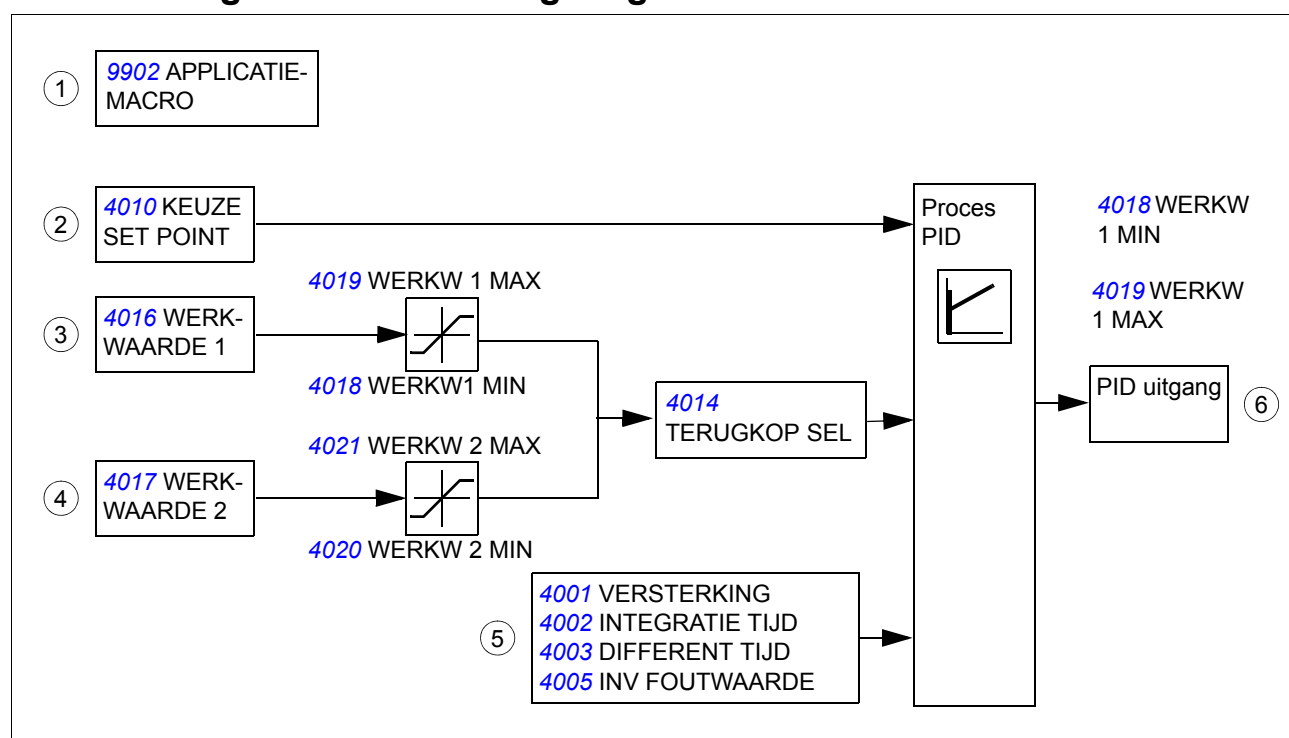 1
9902 APPLICATIE-
MACRO
2
4010 KEUZE
SET POINT
Proces
PID
4018 WERKW
1 MIN
4019 WERKW
1 MAX
4019 WERKW 1 MAX
3
4016 WERK-
WAARDE 1
4018 WERKW1 MIN
4014
TERUGKOP SEL
PID uitgang
6
4021 WERKW 2 MAX
4
4017 WERK-
WAARDE 2
4020 WERKW 2 MIN
5
4001 VERSTERKING
4002 INTEGRATIE TIJD
4003 DIFFERENT TIJD
4005 INV FOUTWAARDE